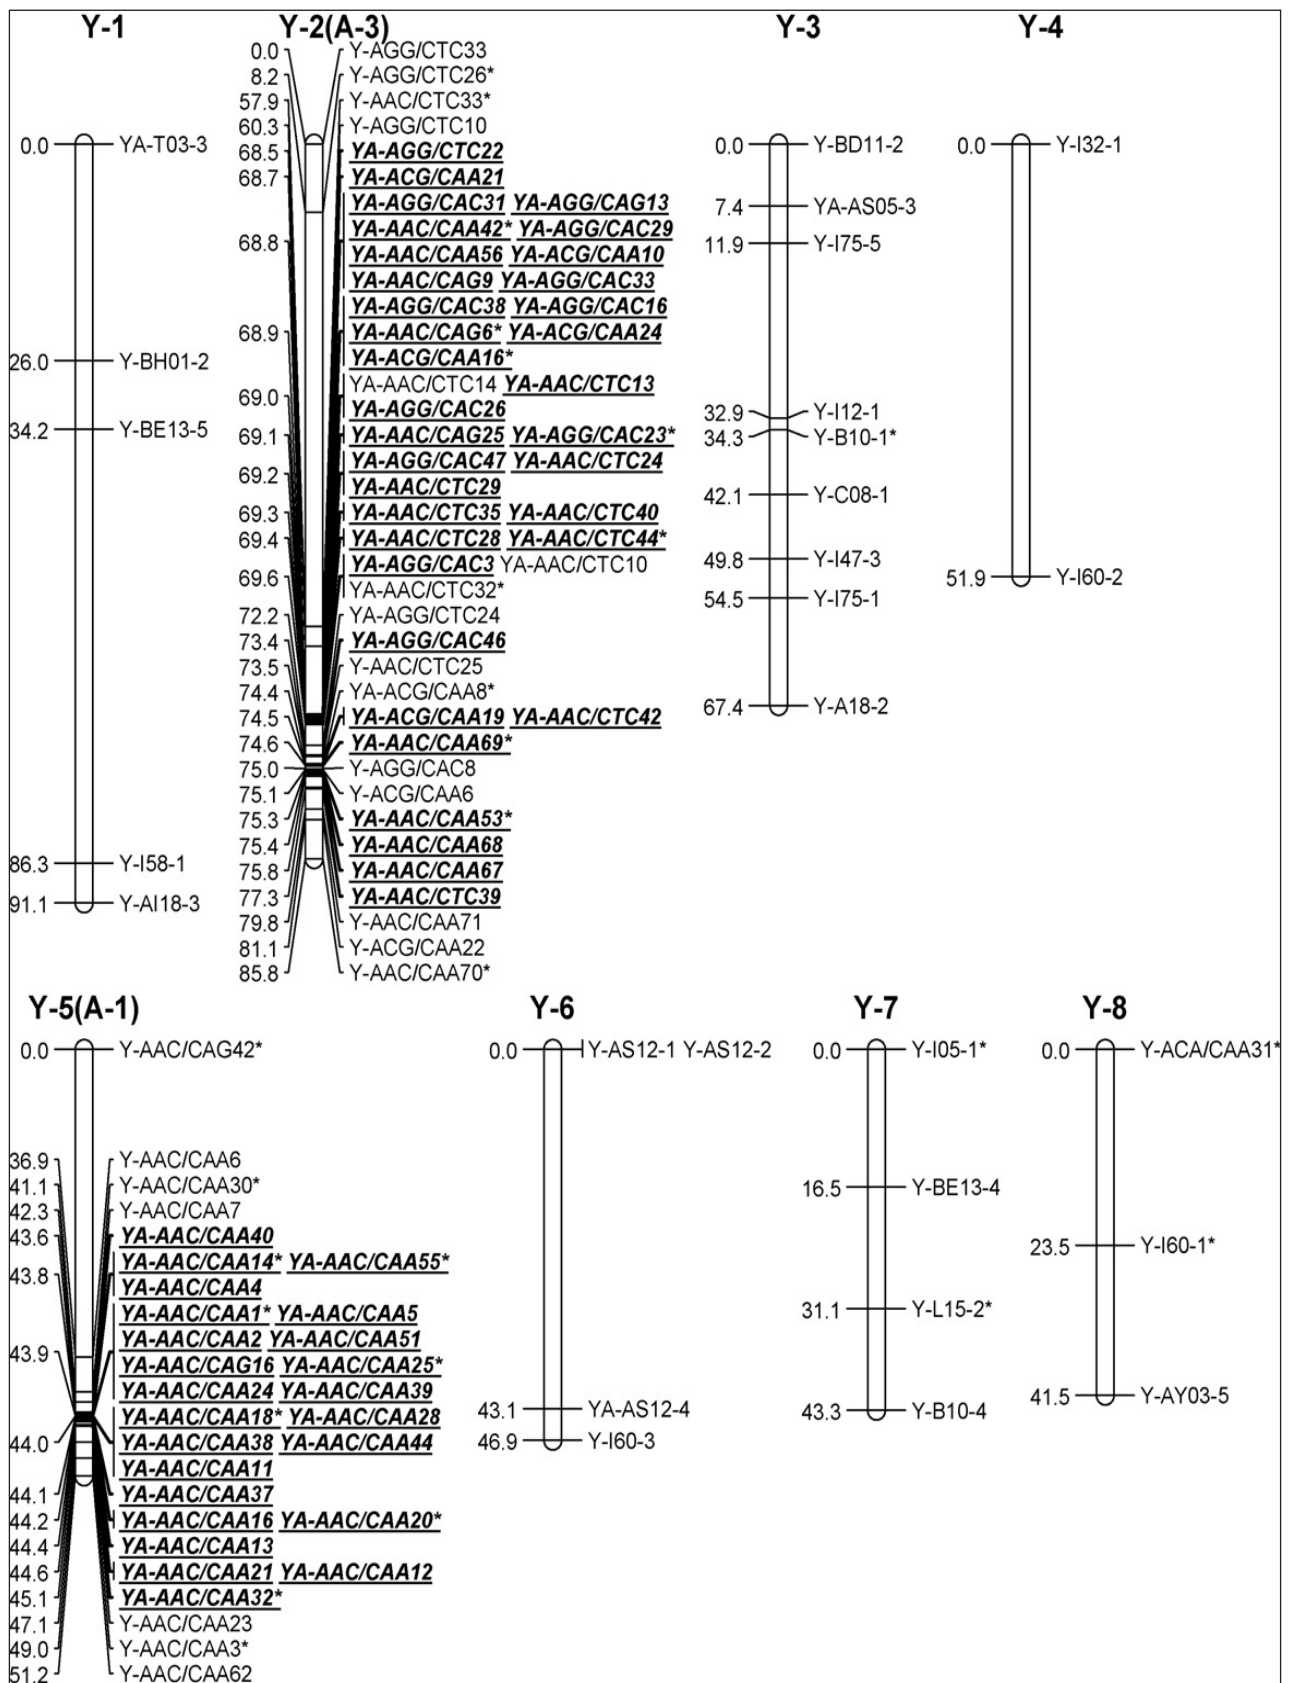 Y-1
0.0 YA-T03-3
26.0 Y-BH01-2
34.2 Y-BE13-5
86.3 Y-I58-1
91.1 Y-AI18-3
Y-2(A-3)
0.0 Y-AGG/CTC33
8.2 Y-AGG/CTC26*
57.9 Y-AAC/CTC33*
60.3 Y-AGG/CTC10
68.5 YA-AGG/CTC22
68.7 YA-ACG/CAA21
YA-AGG/CAC31 YA-AGG/CAG13
68.8 YA-AAC/CAA42* YA-AGG/CAC29
YA-AAC/CAA56 YA-ACG/CAA10
YA-AAC/CAG9 YA-AGG/CAC33
YA-AGG/CAC38 YA-AGG/CAC16
68.9 YA-AAC/CAG6* YA-ACG/CAA24
YA-ACG/CAA16*
69.0 YA-AAC/CTC14 YA-AAC/CTC13
YA-AGG/CAC26
69.1 YA-AAC/CAG25 YA-AGG/CAC23*
YA-AGG/CAC47 YA-AAC/CTC24
69.2 YA-AAC/CTC29
69.3 YA-AAC/CTC35 YA-AAC/CTC40
69.4 YA-AAC/CTC28 YA-AAC/CTC44*
YA-AGG/CAC3 YA-AAC/CTC10
69.6 YA-AAC/CTC32*
72.2 YA-AGG/CTC24
73.4 YA-AGG/CAC46
73.5 Y-AAC/CTC25
74.4 YA-ACG/CAA8*
74.5 YA-ACG/CAA19 YA-AAC/CTC42
74.6 YA-AAC/CAA69*
75.0 Y-AGG/CAC8
75.1 Y-ACG/CAA6
75.3 YA-AAC/CAA53*
75.4 YA-AAC/CAA68
75.8 YA-AAC/CAA67
77.3 YA-AAC/CTC39
79.8 Y-AAC/CAA71
81.1 Y-ACG/CAA22
85.8 Y-AAC/CAA70*
Y-3
0.0 Y-BD11-2
7.4 YA-AS05-3
11.9 Y-I75-5
32.9 Y-I12-1
34.3 Y-B10-1*
42.1 Y-C08-1
49.8 Y-I47-3
54.5 Y-I75-1
67.4 Y-A18-2
Y-4
0.0 Y-I32-1
51.9 Y-I60-2
Y-5(A-1)
0.0 Y-AAC/CAG42*
36.9 Y-AAC/CAA6
41.1 Y-AAC/CAA30*
42.3 Y-AAC/CAA7
43.6 YA-AAC/CAA40
YA-AAC/CAA14* YA-AAC/CAA55*
43.8 YA-AAC/CAA4
YA-AAC/CAA1* YA-AAC/CAA5
43.9 YA-AAC/CAA2 YA-AAC/CAA51
YA-AAC/CAG16 YA-AAC/CAA25*
YA-AAC/CAA24 YA-AAC/CAA39
YA-AAC/CAA18* YA-AAC/CAA28
44.0 YA-AAC/CAA38 YA-AAC/CAA44
YA-AAC/CAA11
44.1 YA-AAC/CAA37
44.2 YA-AAC/CAA16 YA-AAC/CAA20*
44.4 YA-AAC/CAA13
44.6 YA-AAC/CAA21 YA-AAC/CAA12
45.1 YA-AAC/CAA32*
47.1 Y-AAC/CAA23
49.0 Y-AAC/CAA3*
51.2 Y-AAC/CAA62
Y-6
0.0 Y-AS12-1 Y-AS12-2
43.1 YA-AS12-4
46.9 Y-I60-3
Y-7
0.0 Y-I05-1*
16.5 Y-BE13-4
31.1 Y-L15-2*
43.3 Y-B10-4
Y-8
0.0 Y-ACA/CAA31*
23.5 Y-I60-1*
41.5 Y-AY03-5